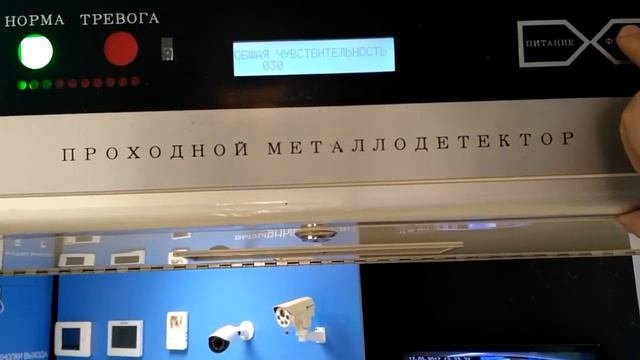 НОРМА ТРЕВОГА
ОБЩАЯ ЧУВСТВИТЕЛЬНОСТЬ
030
ПИТАНИЕ
ПРОХОДНОЙ МЕТАЛЛОДЕТЕКТОР